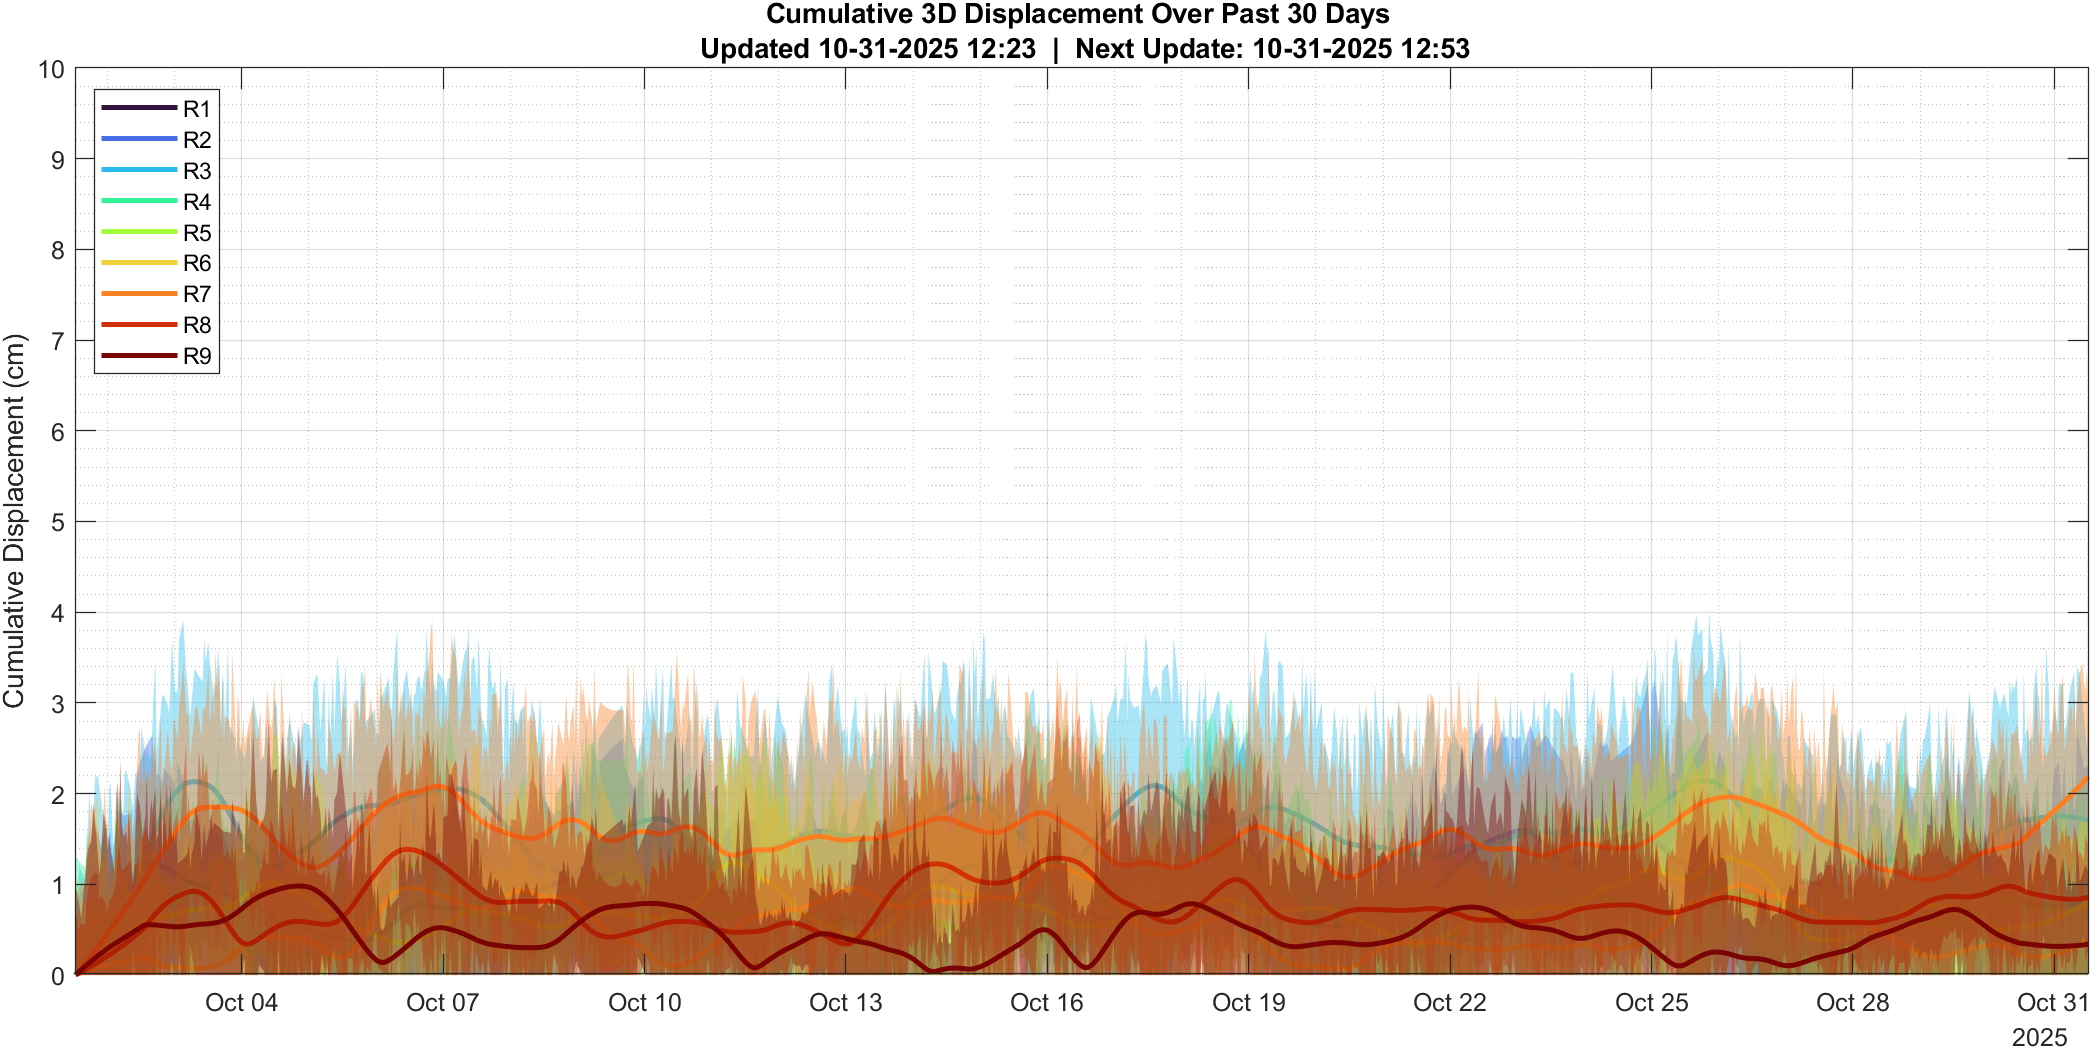 Cumulative 3D Displacement Over Past 30 Days
Updated 10-31-2025 12:23 | Next Update: 10-31-2025 12:53
Cumulative Displacement (cm)
10
9
8
7
6
5
4
3
2
1
0
R1
R2
R3
R4
R5
R6
R7
R8
R9
Oct 04
Oct 07
Oct 10
Oct 13
Oct 16
Oct 19
Oct 22
Oct 25
Oct 28
Oct 31
2025